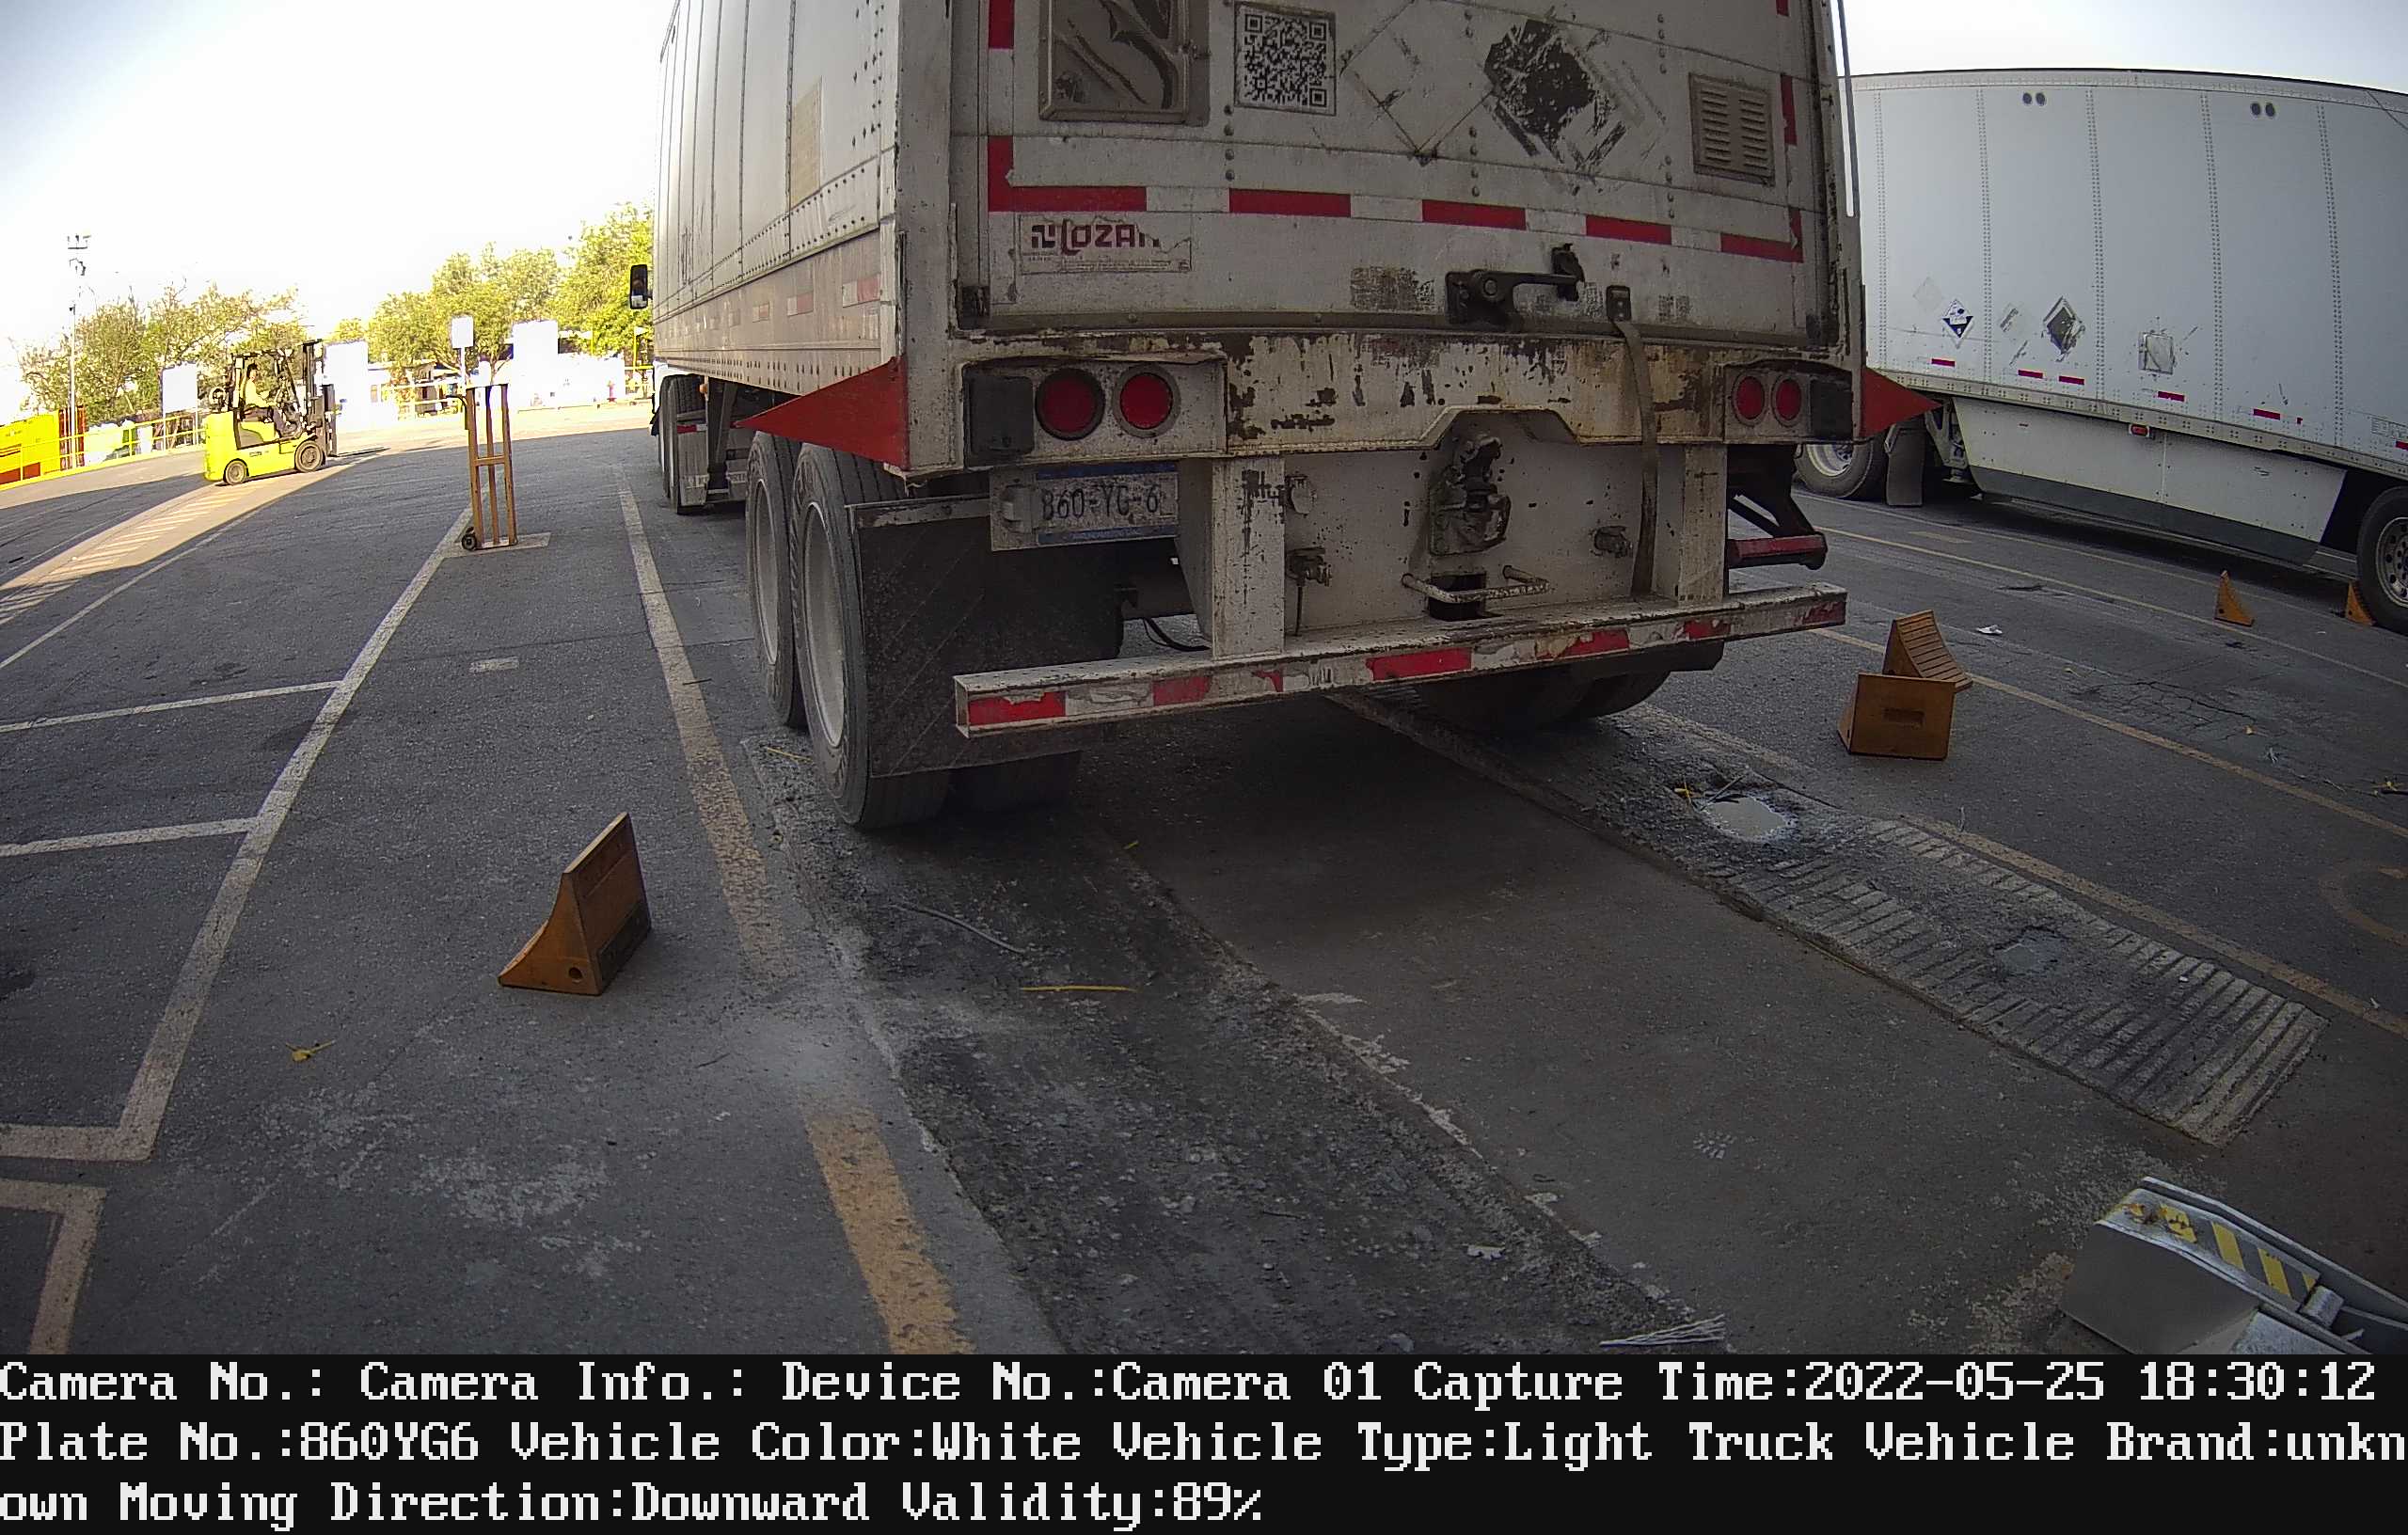 LOZAN
860-YG-6
Camera No.: Camera Info.: Device No.:Camera 01 Capture Time:2022-05-25 18:30:12
Plate No.:860YG6 Vehicle Color:White Vehicle Type:Light Truck Vehicle Brand:unkn
own Moving Direction:Downward Validity:89%